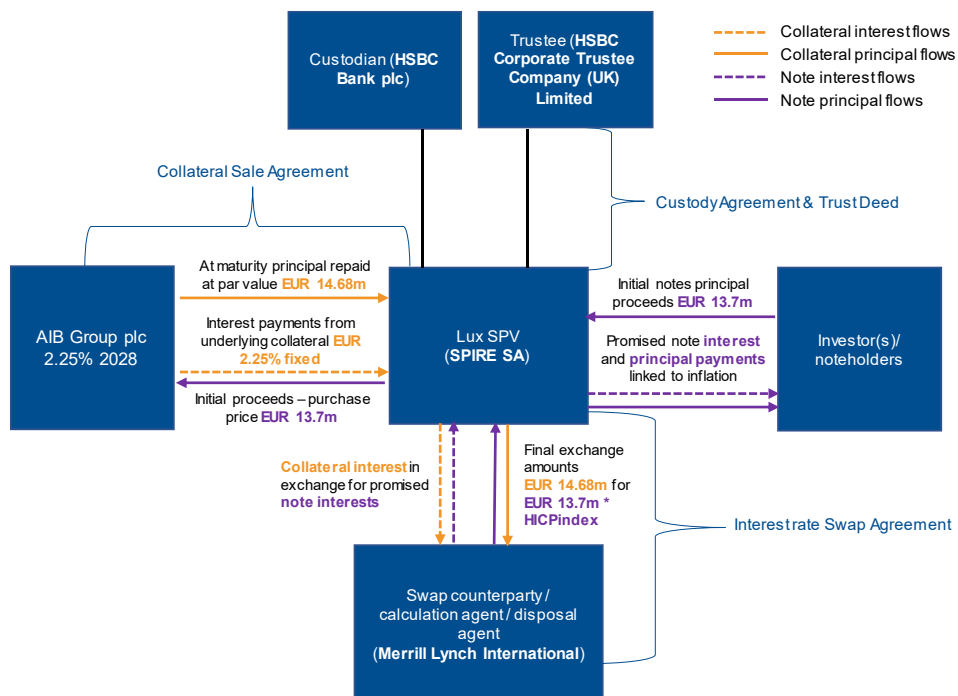 Custodian (HSBC
Bank plc)
Trustee (HSBC
Corporate Trustee
Company (UK)
Limited
Collateral interest flows
Collateral principal flows
Note interest flows
Note principal flows
Collateral Sale Agreement
Custody Agreement & Trust Deed
AIB Group plc
2.25% 2028
At maturity principal repaid
at par value EUR 14.68m
Interest payments from
underlying collateral EUR
2.25% fixed
Initial proceeds – purchase
price EUR 13.7m
Lux SPV
(SPIRE SA)
Initial notes principal
proceeds EUR 13.7m
Promised note interest
and principal payments
linked to inflation
Investor(s)/
noteholders
Collateral interest in
exchange for promised
note interests
Final exchange
amounts
EUR 14.68m for
EUR 13.7m *
HICPindex
Interest rate Swap Agreement
Swap counterparty /
calculation agent / disposal
agent
(Merrill Lynch International)